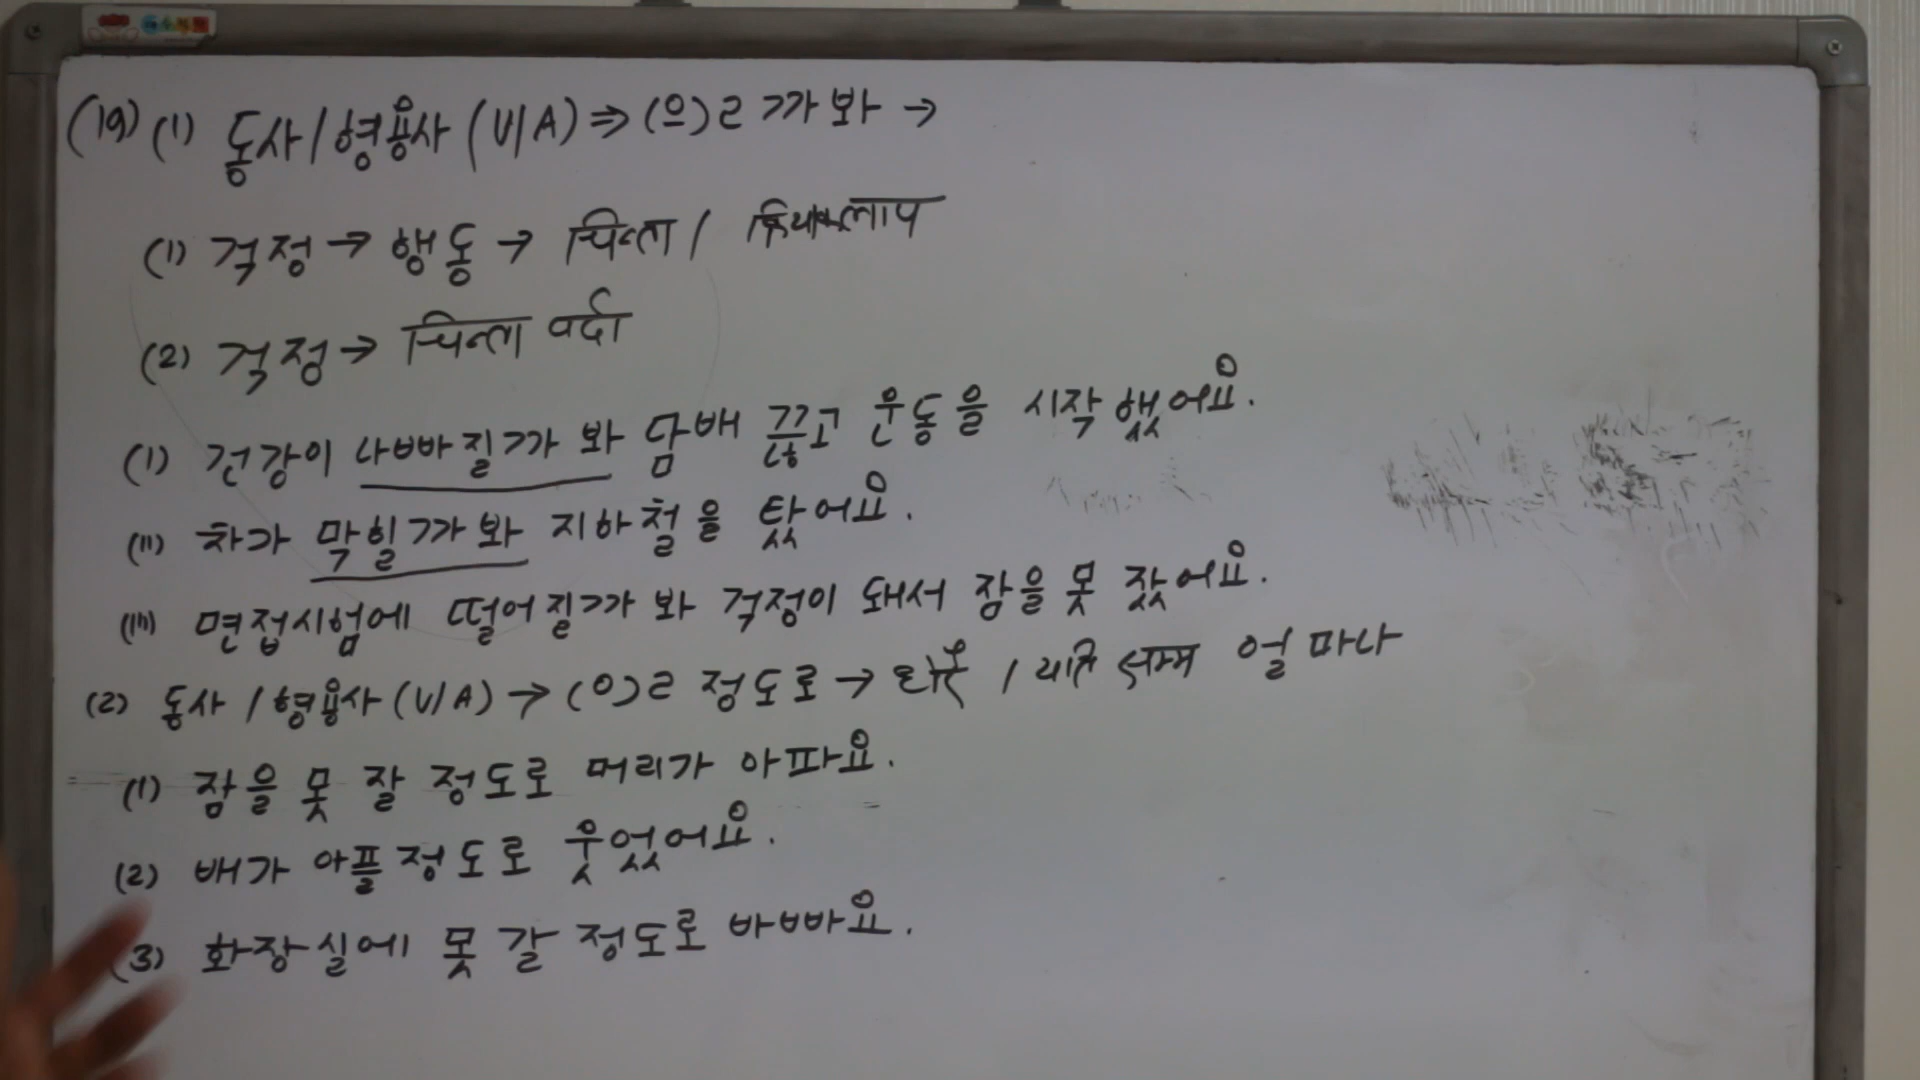 (19) (1) 동사/형용사 (V/A) ⇒ (으)ㄹ까봐 →
(1) 걱정 → 행동 → चिन्ता / क्रियाकलाप
(2) 걱정 → चिन्ता पर्दा
(1) 건강이 나빠질까 봐 담배 끊고 운동을 시작했어요.
(11) 차가 막힐까 봐 지하철을 탔어요.
(111) 면접시험에 떨어질까 봐 걱정이 돼서 잠을 못 잤어요.
(2) 동사 / 형용사 (V/A) → (으)ㄹ 정도로 → / यति सम्म 얼마나
(1) 잠을 못 잘 정도로 머리가 아파요.
(2) 배가 아플 정도로 웃었어요.
(3) 화장실에 못 갈 정도로 바빠요.